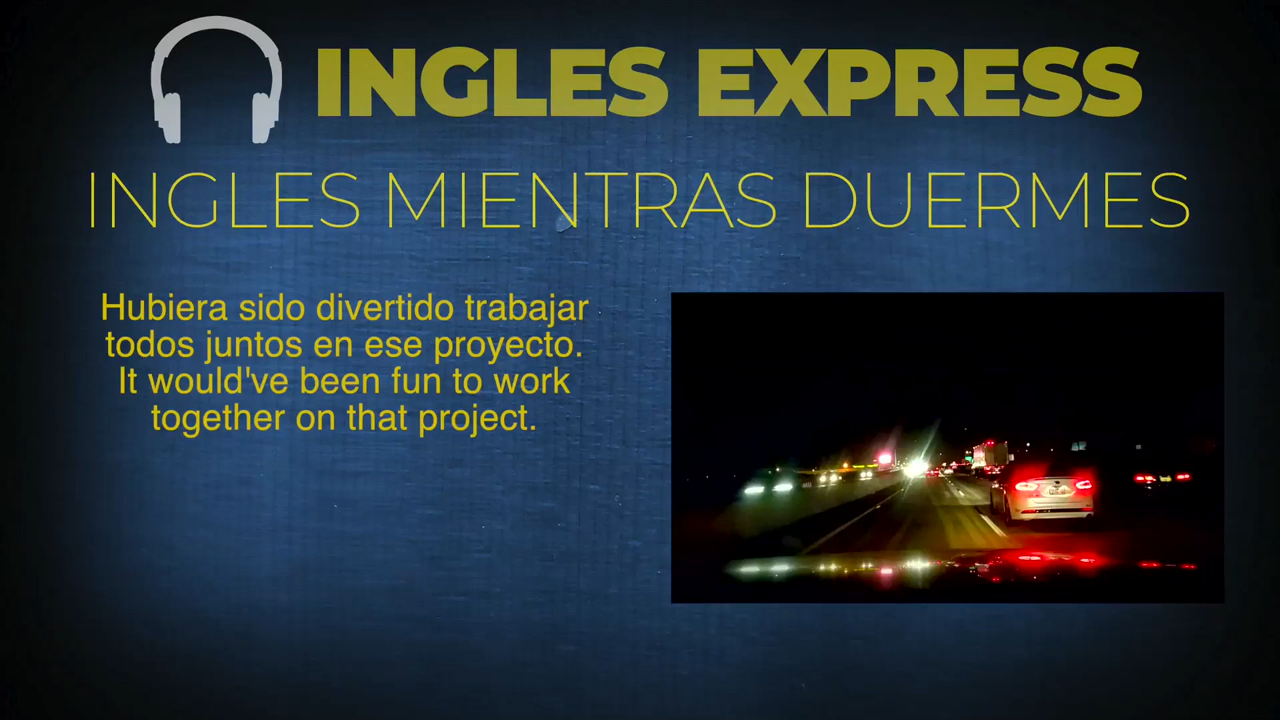 INGLES EXPRESS
INGLES MIENTRAS DUERMES
Hubiera sido divertido trabajar
todos juntos en ese proyecto.
It would've been fun to work
together on that project.